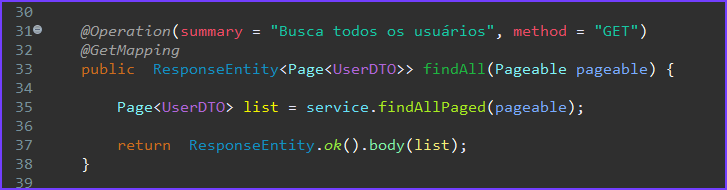 30
31 @Operation(summary = "Busca todos os usuários", method = "GET")
32 @GetMapping
33 public ResponseEntity<Page<UserDTO>> findAll(Pageable pageable) {
34
35 Page<UserDTO> list = service.findAllPaged(pageable);
36
37 return ResponseEntity.ok().body(list);
38 }
39